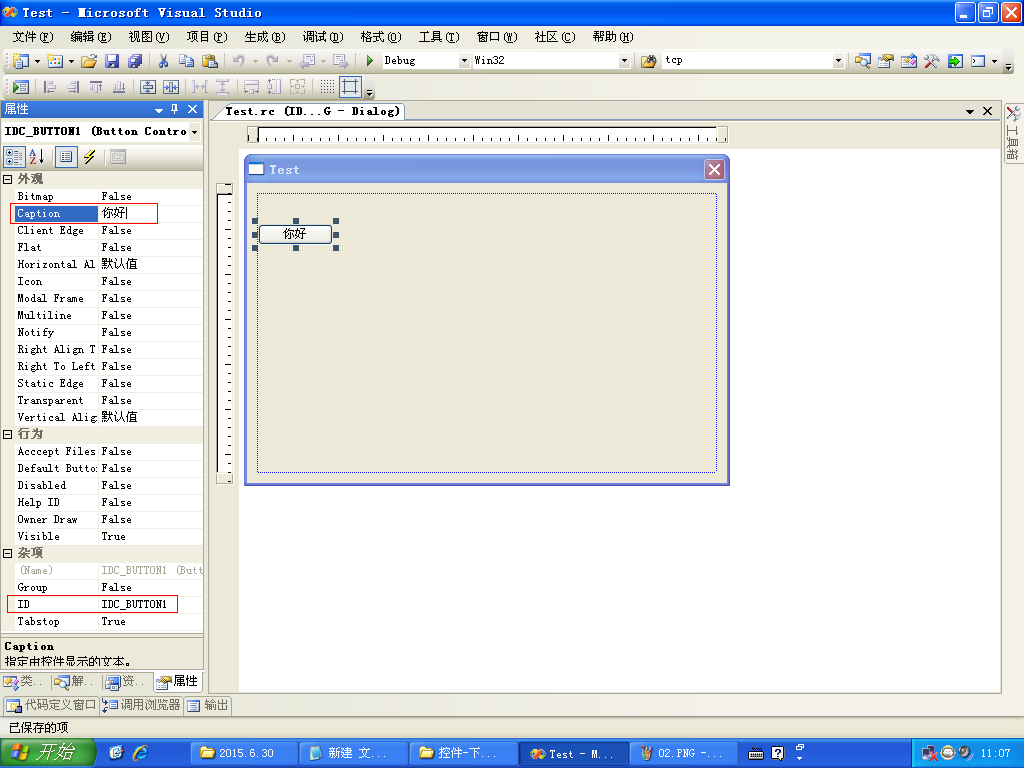 Test - Microsoft Visual Studio
文件(F) 编辑(E) 视图(V) 项目(P) 生成(B) 调试(D) 格式(O) 工具(T) 窗口(W) 社区(C) 帮助(H)
Debug Win32 tcp
属性
IDC_BUTTON1 (Button Contro
外观
Bitmap False
Caption 你好
Client Edge False
Flat False
Horizontal Al 默认值
Icon False
Modal Frame False
Multiline False
Notify False
Right Align T False
Right To Left False
Static Edge False
Transparent False
Vertical Alig 默认值
行为
Acccept Files False
Default Butto False
Disabled False
Help ID False
Owner Draw False
Visible True
杂项
(Name) IDC_BUTTON1 (Butt
Group False
ID IDC_BUTTON1
Tabstop True
Caption
指定由控件显示的文本。
类.. 解.. 资.. 属性
Test.rc (ID...G - Dialog)
Test
你好
工具箱
代码定义窗口 调用浏览器 输出
已保存的项
开始 2015.6.30 新建 文... 控件-下... Test - M... 02.PNG -... 11:07